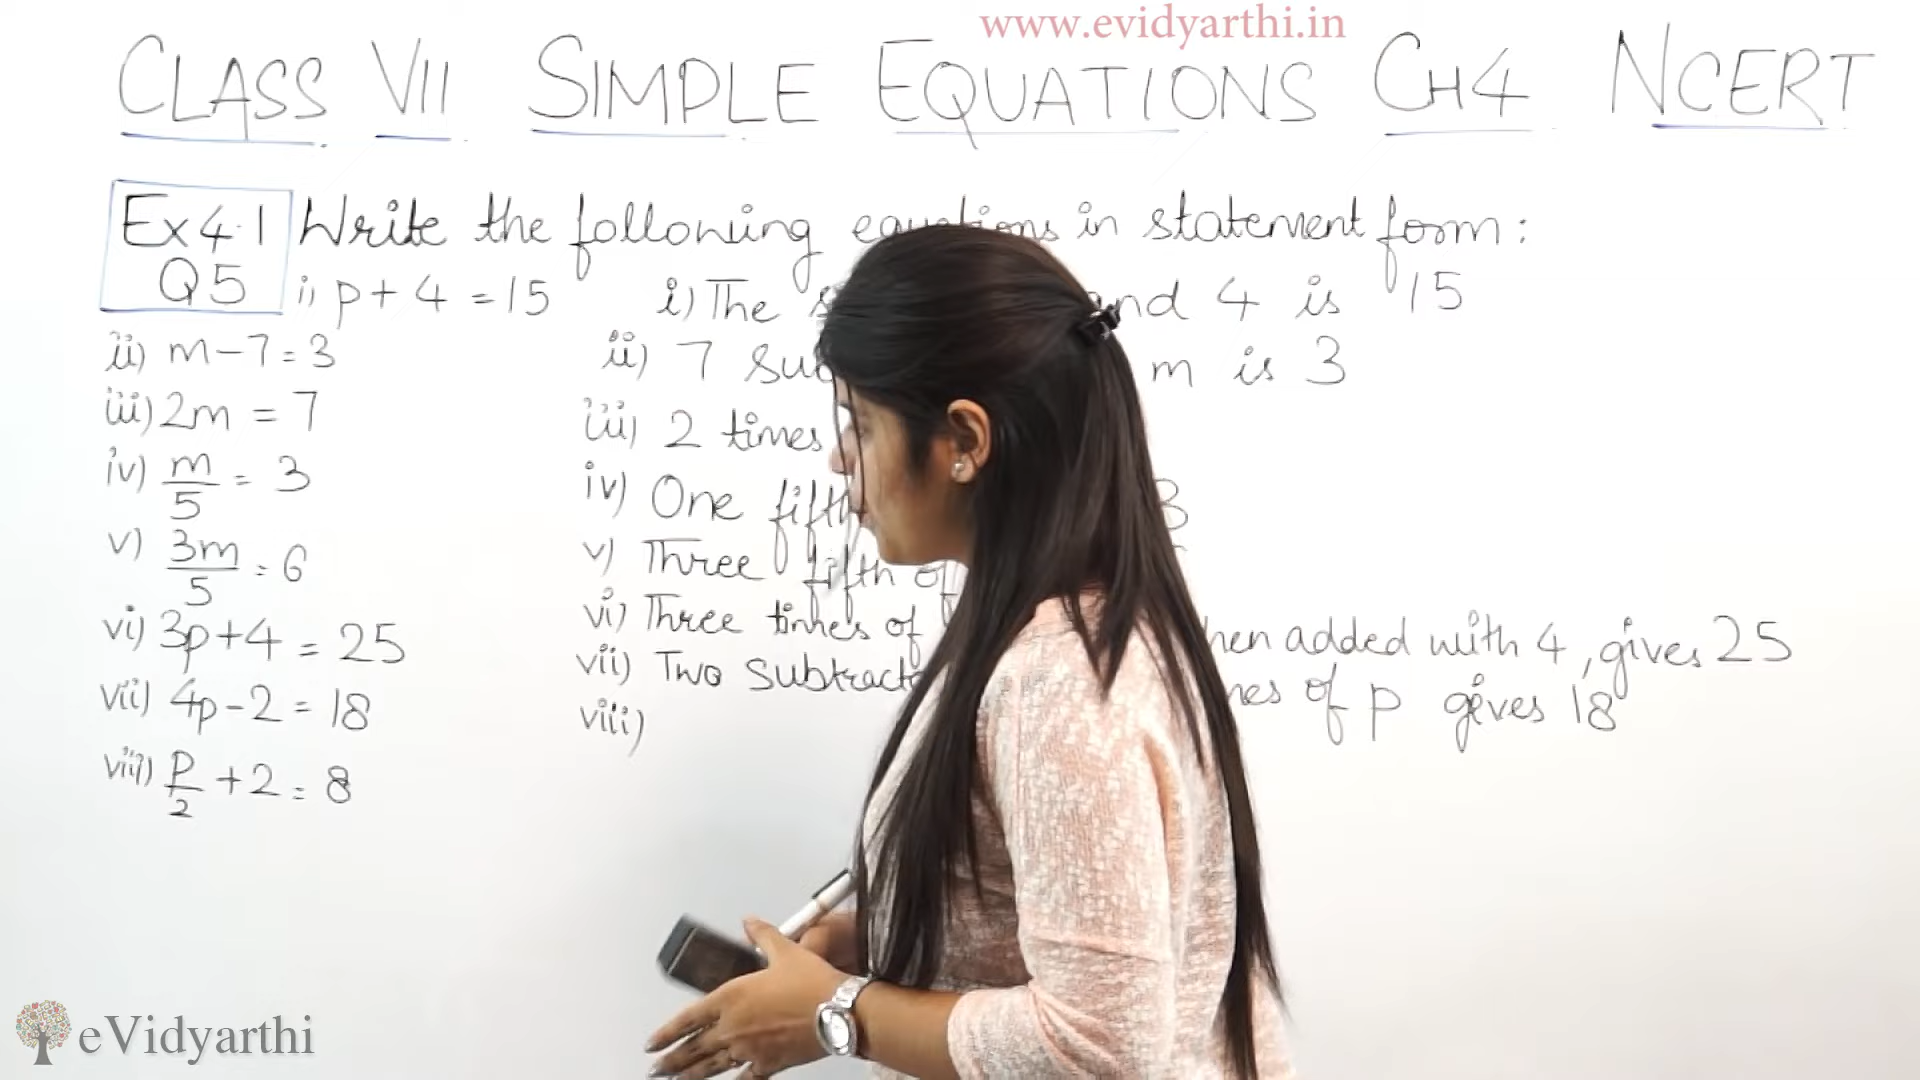 www.evidyarthi.in
CLASS VII SIMPLE EQUATIONS CH4 NCERT
Ex 4.1 Write the following equations in statement form:
Q5 i) p + 4 = 15 i) The and 4 is 15
ii) m - 7 = 3 ii) 7 m is 3
iii) 2m = 7 iii) 2 times
iv) m/5 = 3 iv) One fifth 3
v) 3m/5 = 6 v) Three fifth of
vi) 3p + 4 = 25 vi) Three times of when added with 4, gives 25
vii) 4p - 2 = 18 vii) Two subtracted of p gives 18
viii) p/2 + 2 = 8 viii)
eVidyarthi